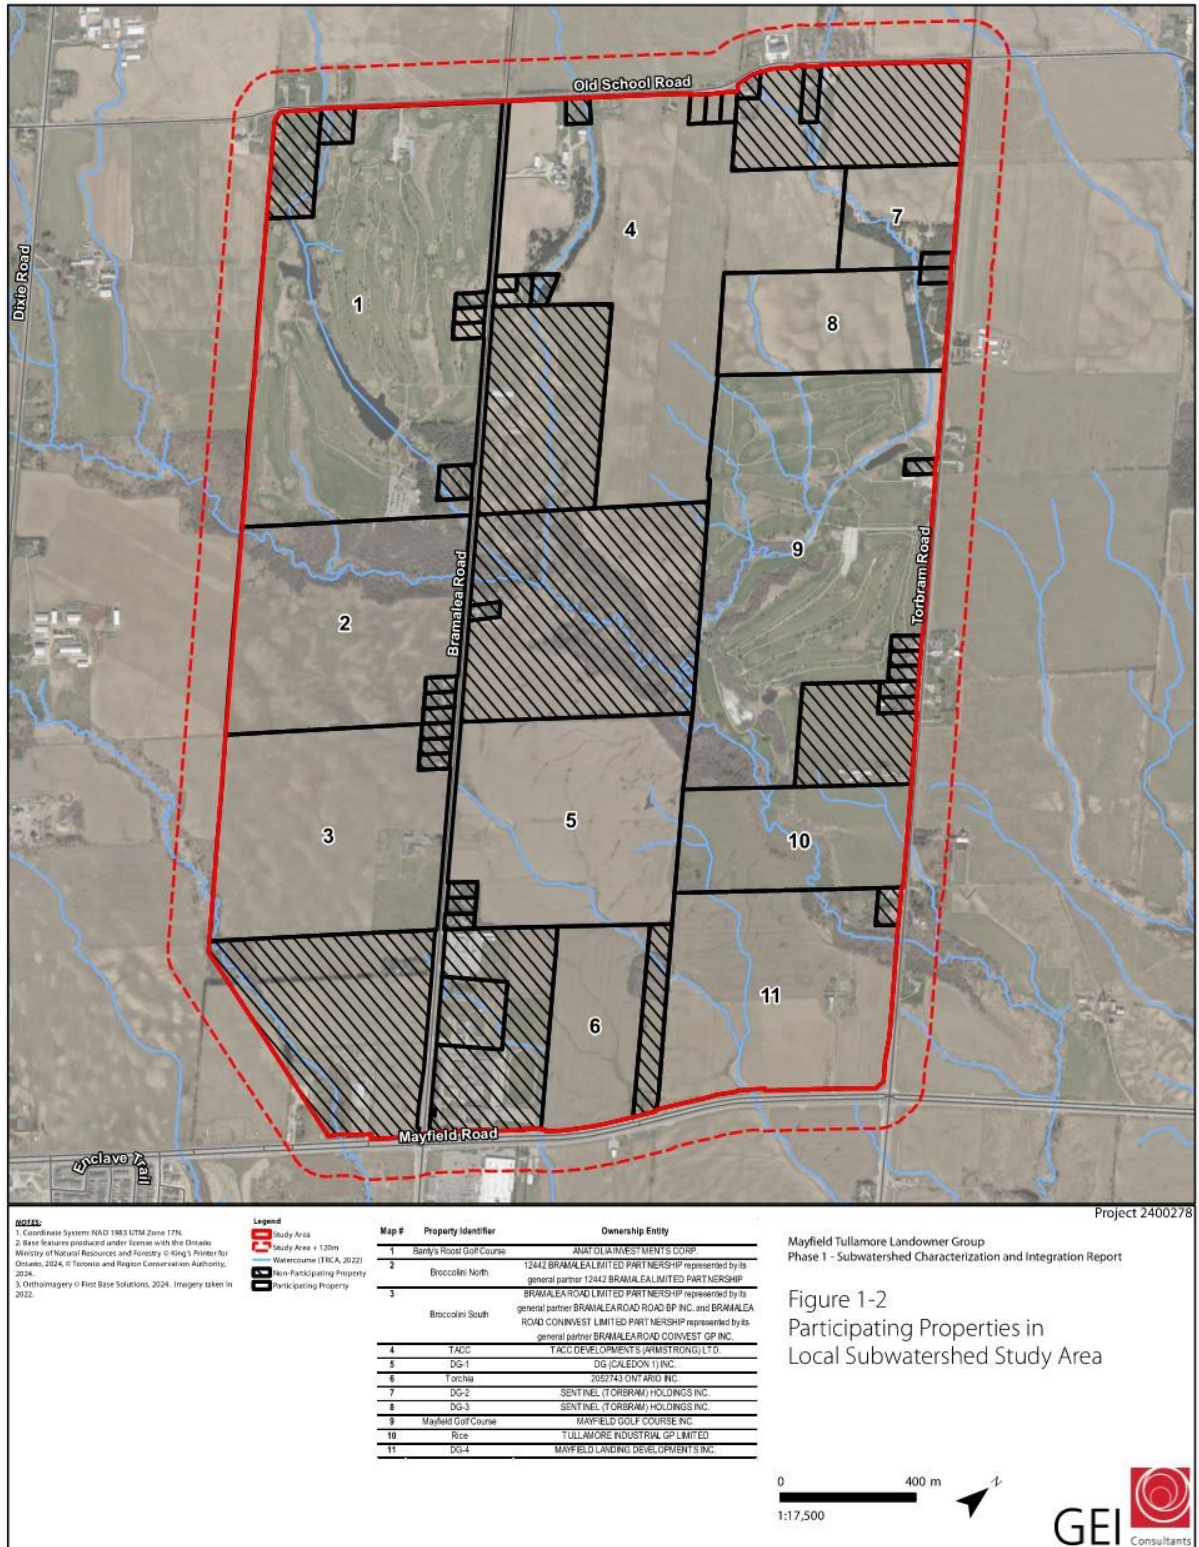 Old School Road
Dixie Road
1
4
7
8
9
Bramalea Road
Torbram Road
2
3
5
10
6
11
Mayfield Road
Enclave Trail
Project 2400278
NOTES:
1. Coordinate System: NAD 1983 UTM Zone 17N.
2. Base features produced under license with the Ontario
Ministry of Natural Resources and Forestry © King's Printer for
Ontario, 2024, © Toronto and Region Conservation Authority,
2024.
3. Orthoimagery © First Base Solutions, 2024. Imagery taken in
2022.
Legend
Study Area
Study Area + 120m
Watercourse (TRCA, 2022)
Non-Participating Property
Participating Property
Map # Property Identifier Ownership Entity
1 Banty's Roost Golf Course ANATOLIA INVESTMENTS CORP.
2 Broccolini North 12442 BRAMALEA LIMITED PARTNERSHIP represented by its
general partner 12442 BRAMALEA LIMITED PARTNERSHIP
3 Broccolini South BRAMALEA ROAD LIMITED PARTNERSHIP represented by its
general partner BRAMALEA ROAD ROAD BP INC. and BRAMALEA
ROAD CONINVEST LIMITED PARTNERSHIP represented by its
general partner BRAMALEA ROAD COINVEST GP INC.
4 TACC TACC DEVELOPMENTS (ARMSTRONG) LTD.
5 DG-1 DG (CALEDON 1) INC.
6 Torchia 2052743 ONTARIO INC.
7 DG-2 SENTINEL (TORBRAM) HOLDINGS INC.
8 DG-3 SENTINEL (TORBRAM) HOLDINGS INC.
9 Mayfield Golf Course MAYFIELD GOLF COURSE INC.
10 Rice TULLAMORE INDUSTRIAL GP LIMITED
11 DG-4 MAYFIELD LANDING DEVELOPMENTS INC.
Mayfield Tullamore Landowner Group
Phase 1 - Subwatershed Characterization and Integration Report
Figure 1-2
Participating Properties in
Local Subwatershed Study Area
0 400 m
N
1:17,500
GEI Consultants